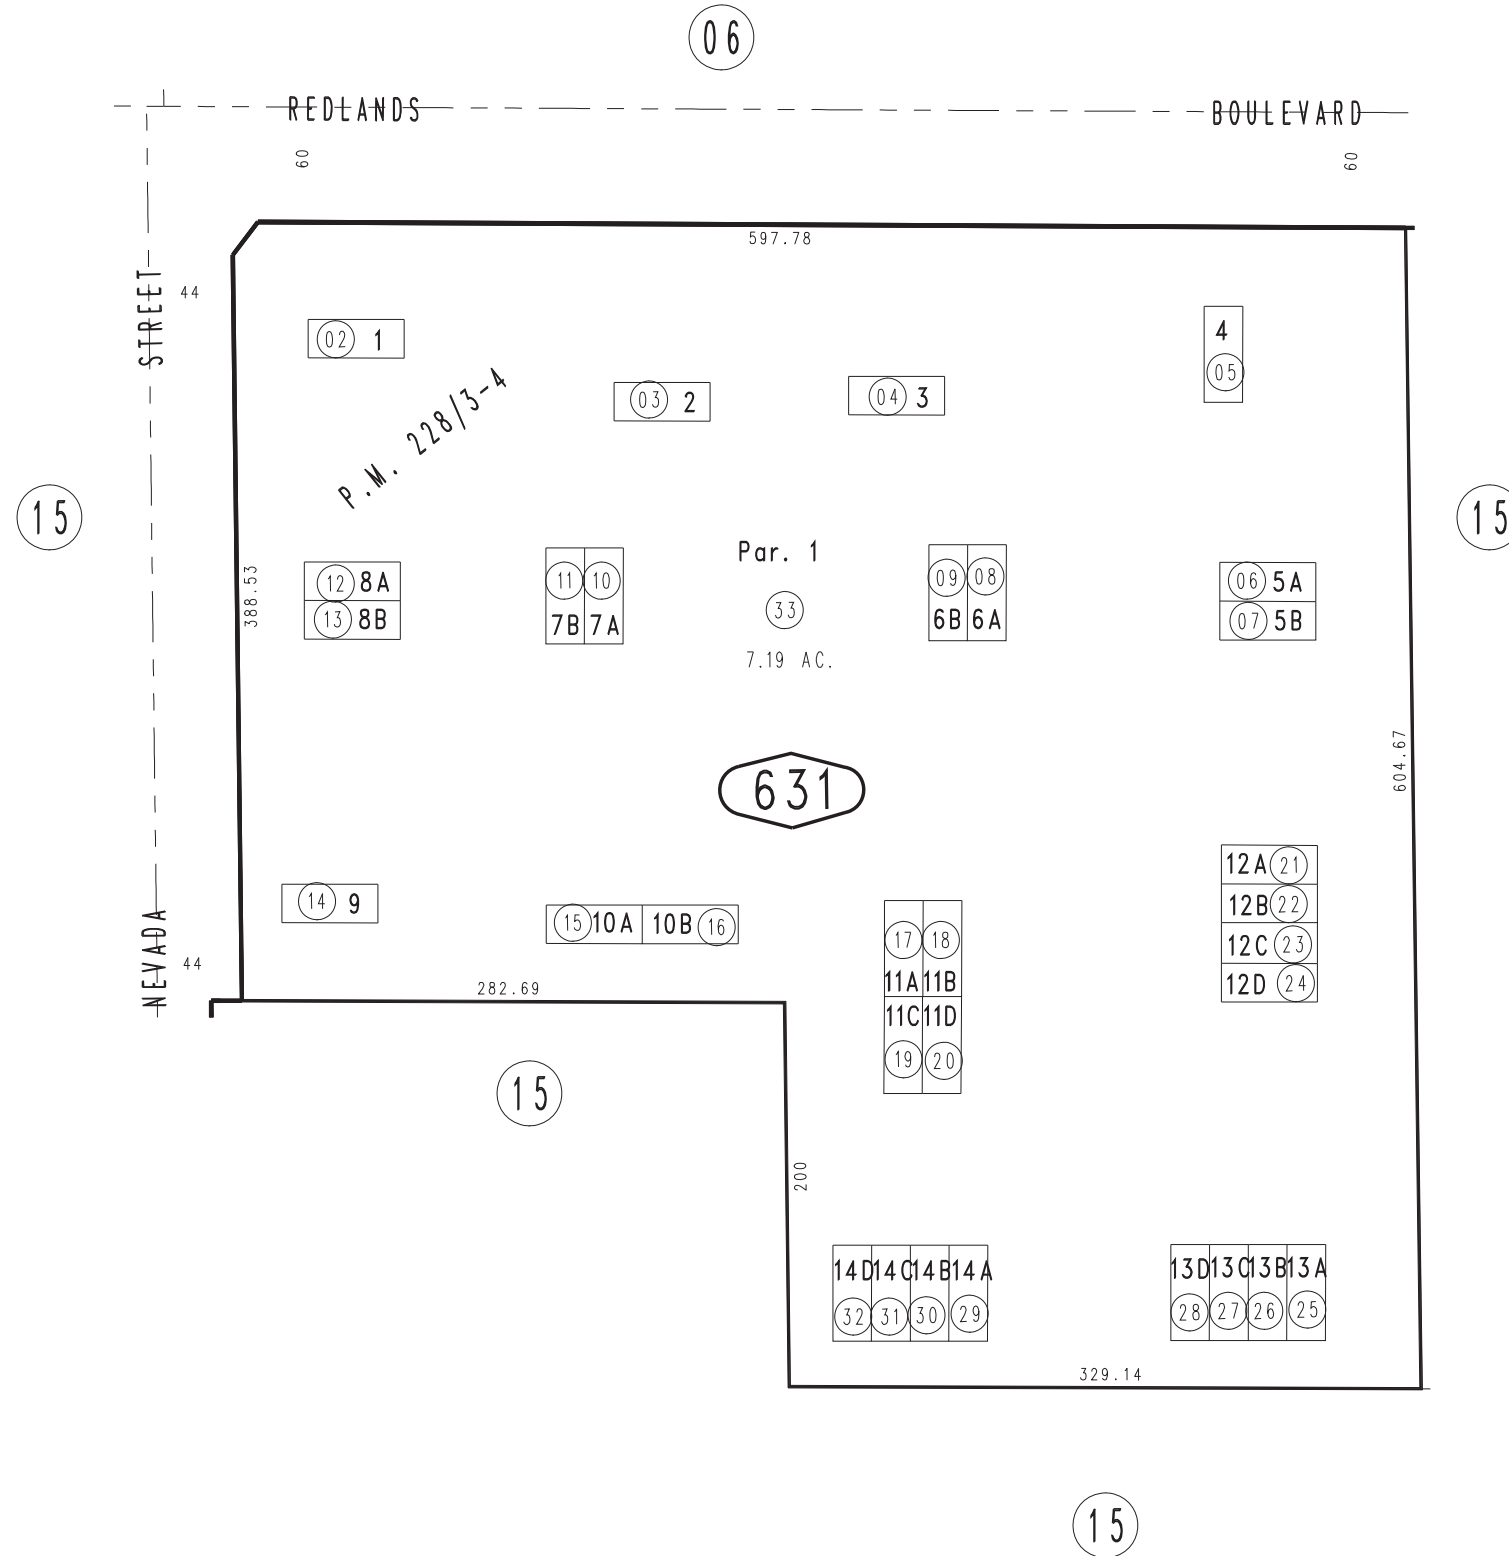 06
REDLANDS BOULEVARD
60 60
597.78
STREET
44
02 1
03 2
04 3
4
05
P.M. 228/3-4
15
15
388.53
12 8A
13 8B
11 10
7B 7A
Par. 1
33
7.19 AC.
09 08
6B 6A
06 5A
07 5B
604.67
631
NEVADA
44
14 9
15 10A 10B 16
17 18
11A 11B
11C 11D
19 20
12A 21
12B 22
12C 23
12D 24
282.69
15
200
14D 14C 14B 14A
32 31 30 29
13D 13C 13B 13A
28 27 26 25
329.14
15